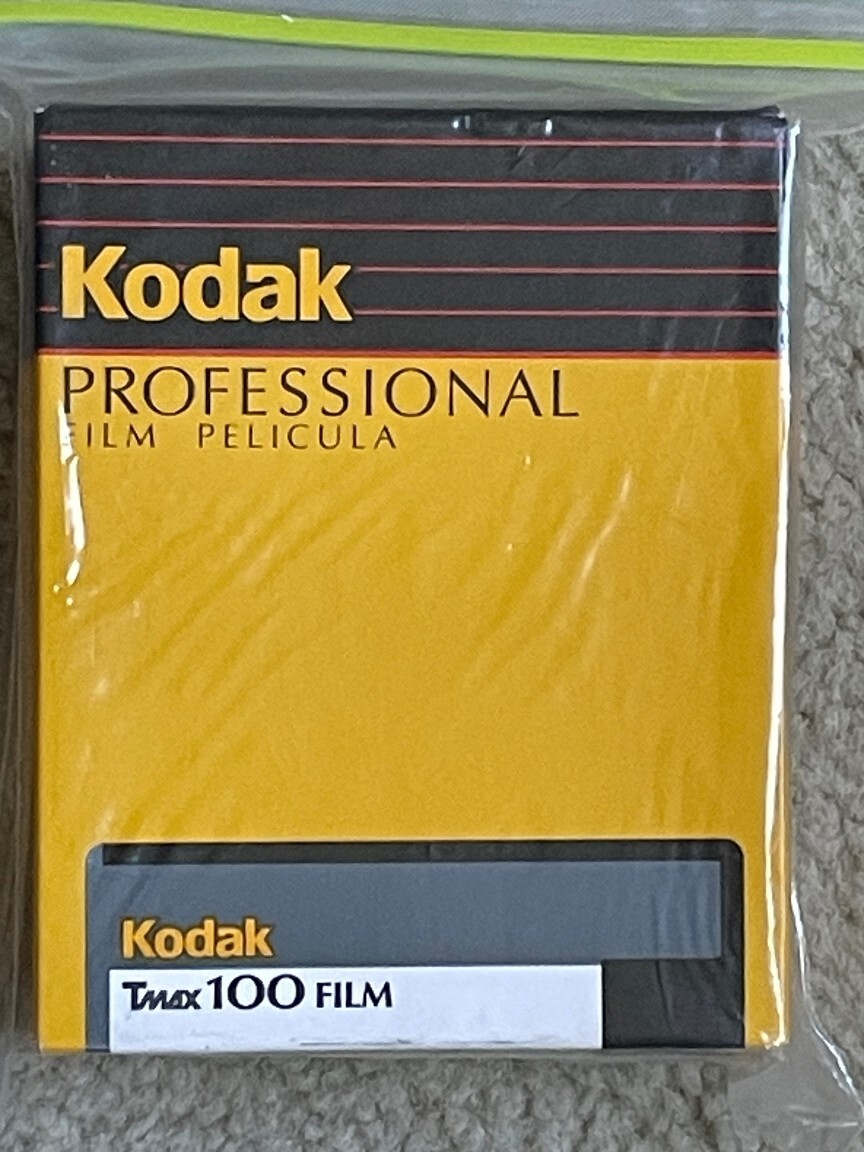 Kodak
PROFESSIONAL
FILM PELICULA
Kodak
TMAX 100 FILM